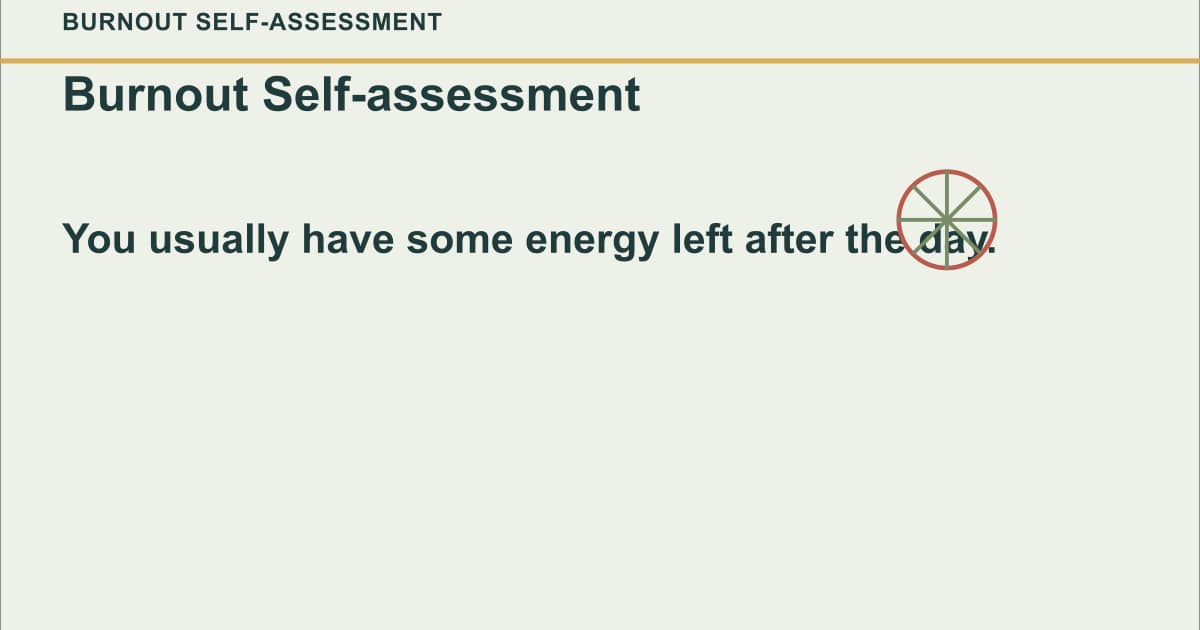 BURNOUT SELF-ASSESSMENT
Burnout Self-assessment
You usually have some energy left after the day.